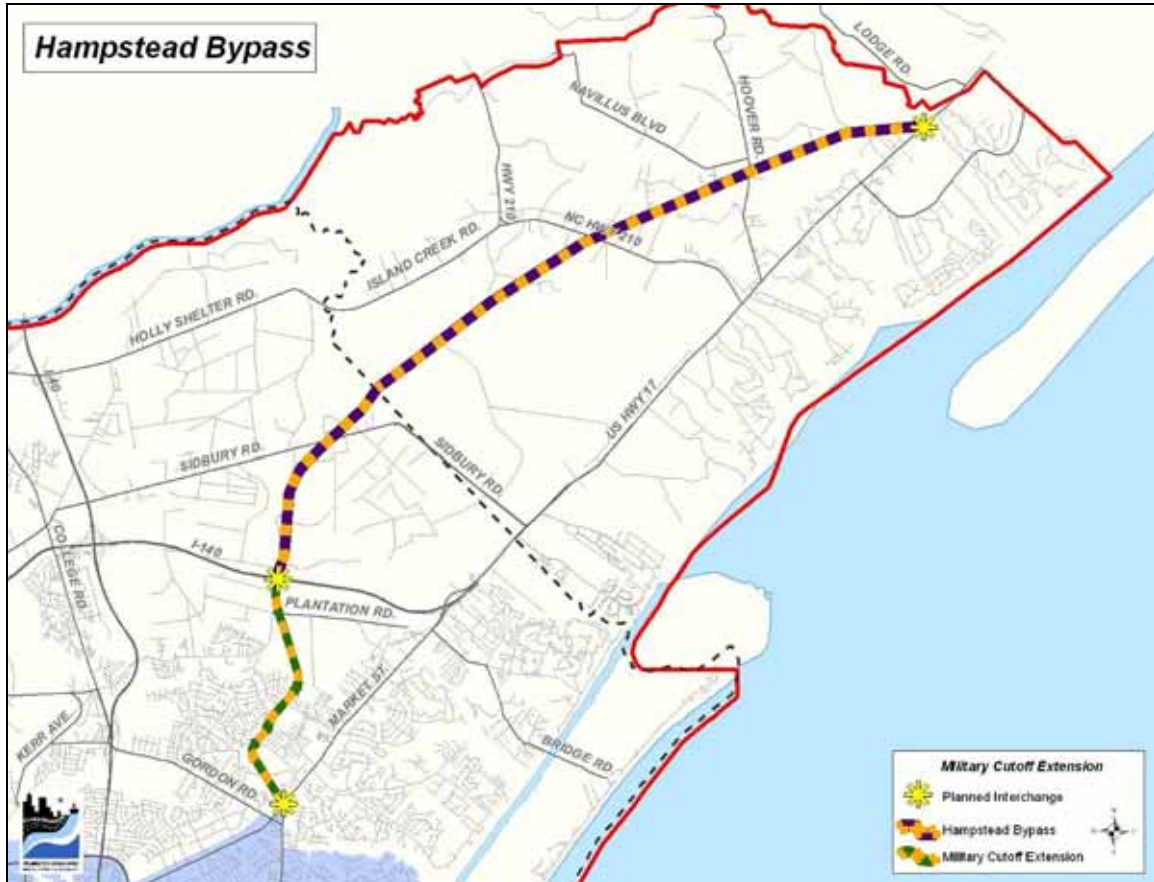 Hampstead Bypass
LODGE RD.
NAVILLUS BLVD
HOOVER RD.
HWY 210
NC HWY 210
ISLAND CREEK RD.
HOLLY SHELTER RD.
I-40
US HWY 17
SIDBURY RD.
SIDBURY RD.
COLLEGE RD.
I-140
PLANTATION RD.
MARKET ST.
KERR AVE.
GORDON RD.
BRIDGE RD.
Military Cutoff Extension
Planned Interchange
Hampstead Bypass
Military Cutoff Extension